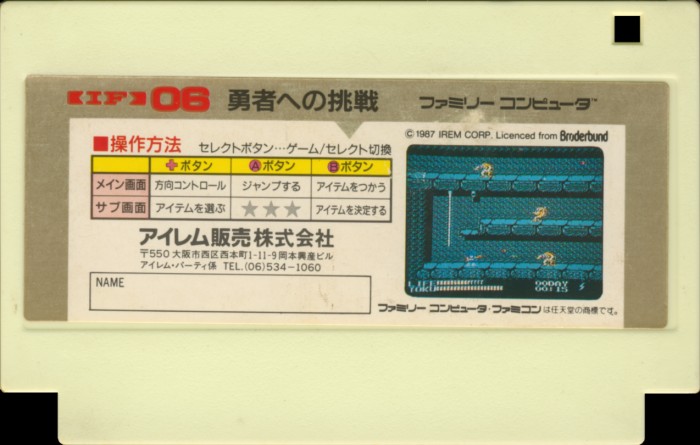 IF 06 勇者への挑戦 ファミリー コンピュータ™
■操作方法 セレクトボタン…ゲーム/セレクト切換
✚ボタン Ⓐボタン Ⓑボタン
メイン画面 方向コントロール ジャンプする アイテムをつかう
サブ画面 アイテムを選ぶ ★★★ アイテムを決定する
アイレム販売株式会社
〒550 大阪市西区西本町1-11-9岡本興産ビル
アイレム・パーティ係 TEL.(06)534-1060
NAME
©1987 IREM CORP. Licenced from Brøderbund
LIFE 00DAY
YOKU 00:15
ファミリー コンピュータ・ファミコンは任天堂の商標です。